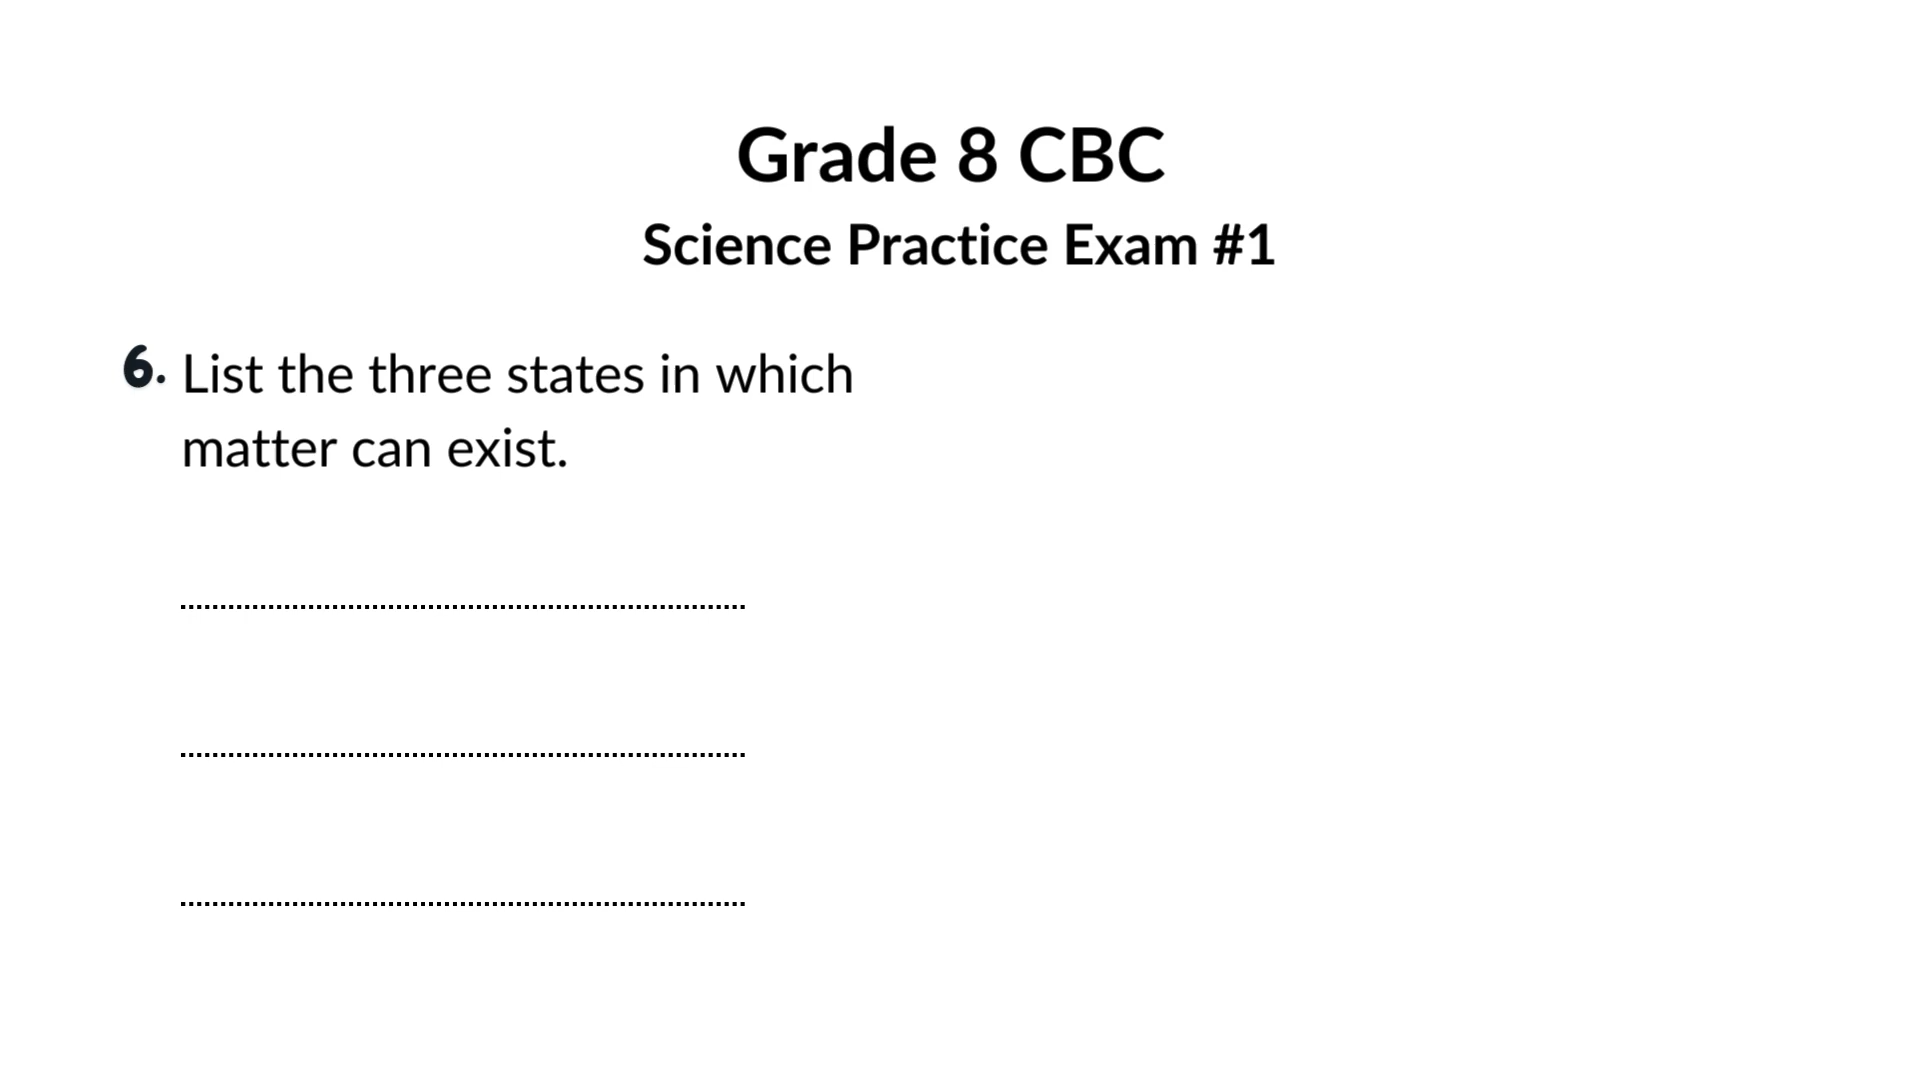 Grade 8 CBC
Science Practice Exam #1
6. List the three states in which
matter can exist.